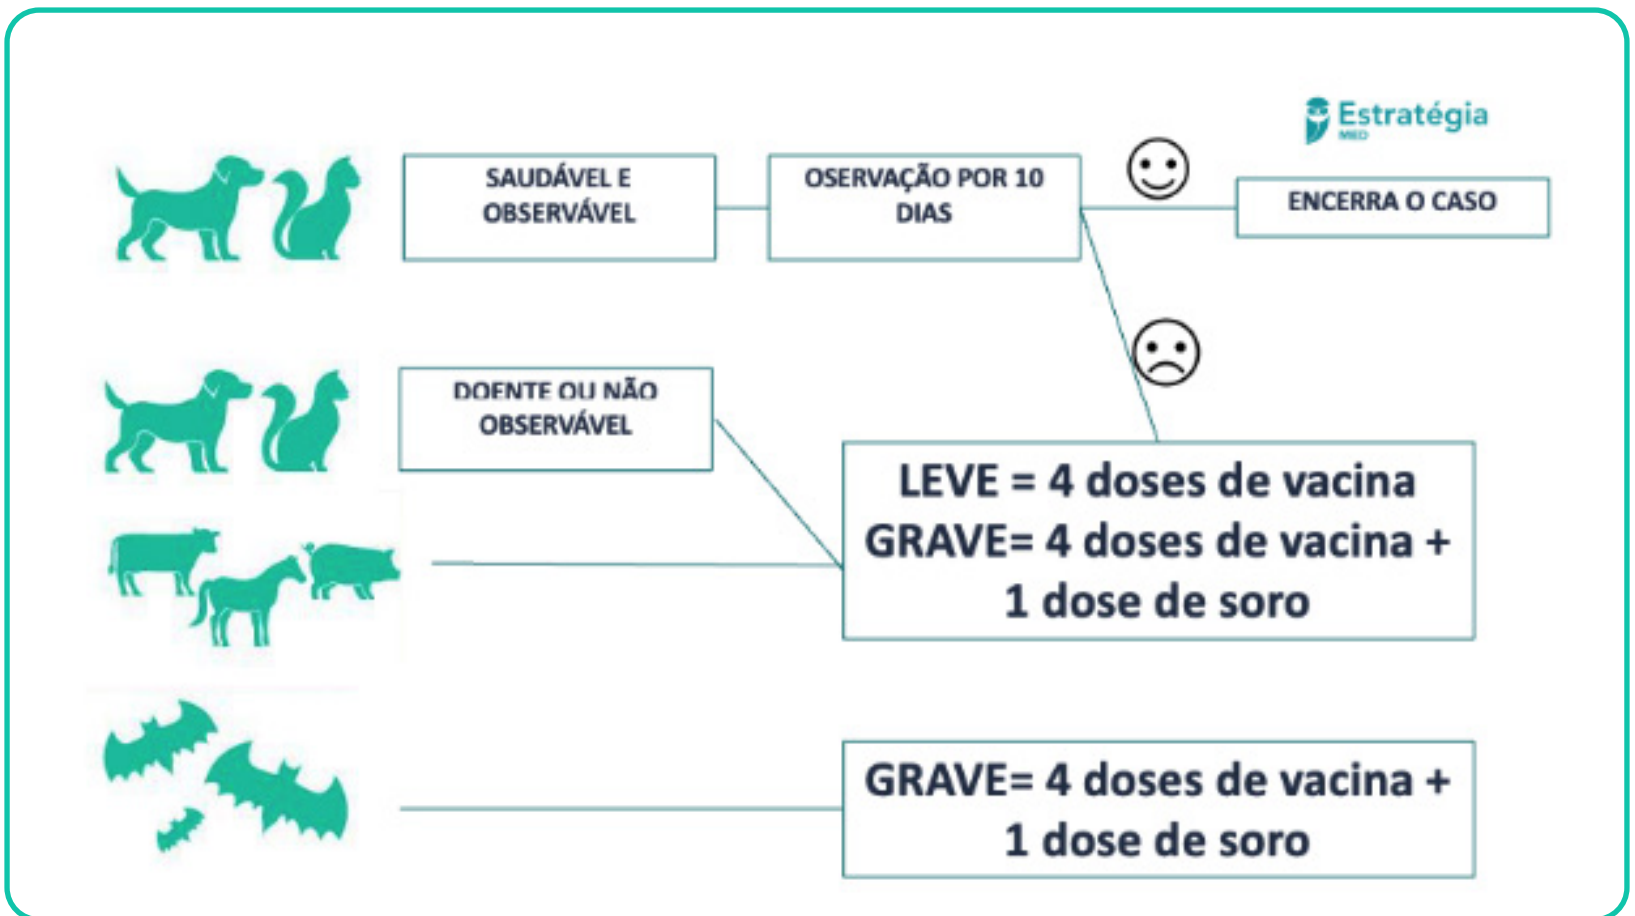 Estratégia
MED
SAUDÁVEL E
OBSERVÁVEL
OSERVAÇÃO POR 10
DIAS
ENCERRA O CASO
DOENTE OU NÃO
OBSERVÁVEL
LEVE = 4 doses de vacina
GRAVE= 4 doses de vacina +
1 dose de soro
GRAVE= 4 doses de vacina +
1 dose de soro